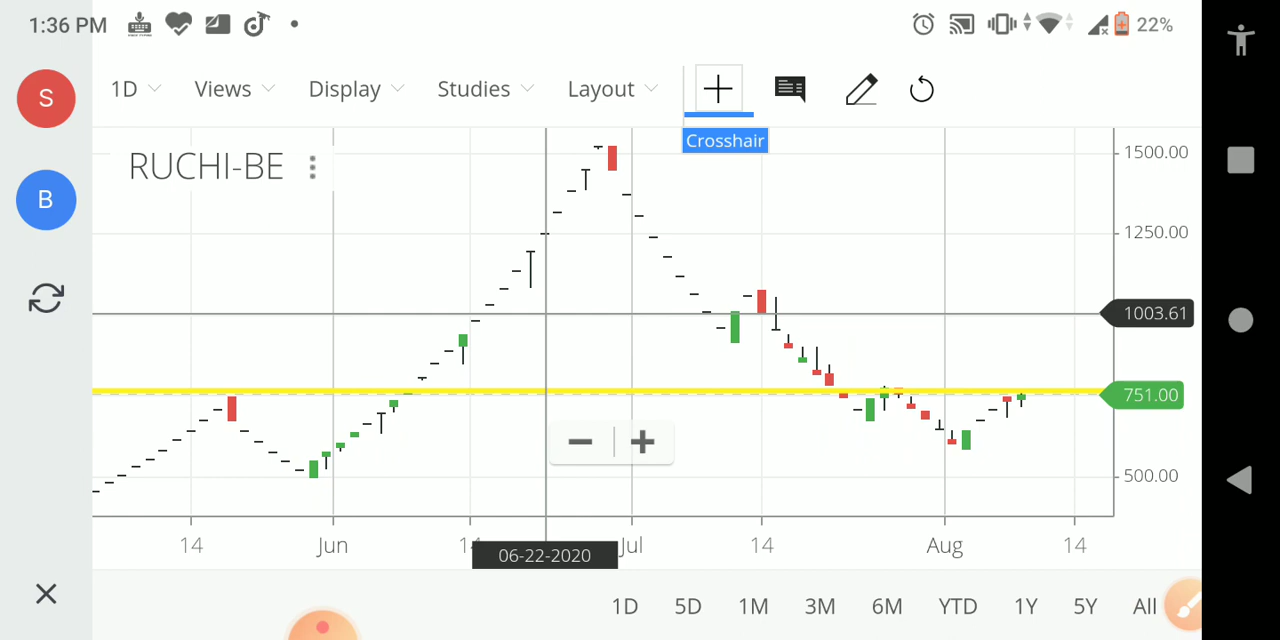 1:36 PM
22%
S
1D Views Display Studies Layout
Crosshair
RUCHI-BE
B
1500.00
1250.00
1003.61
751.00
500.00
14 Jun 14 Jul 14 Aug 14
06-22-2020
1D 5D 1M 3M 6M YTD 1Y 5Y All